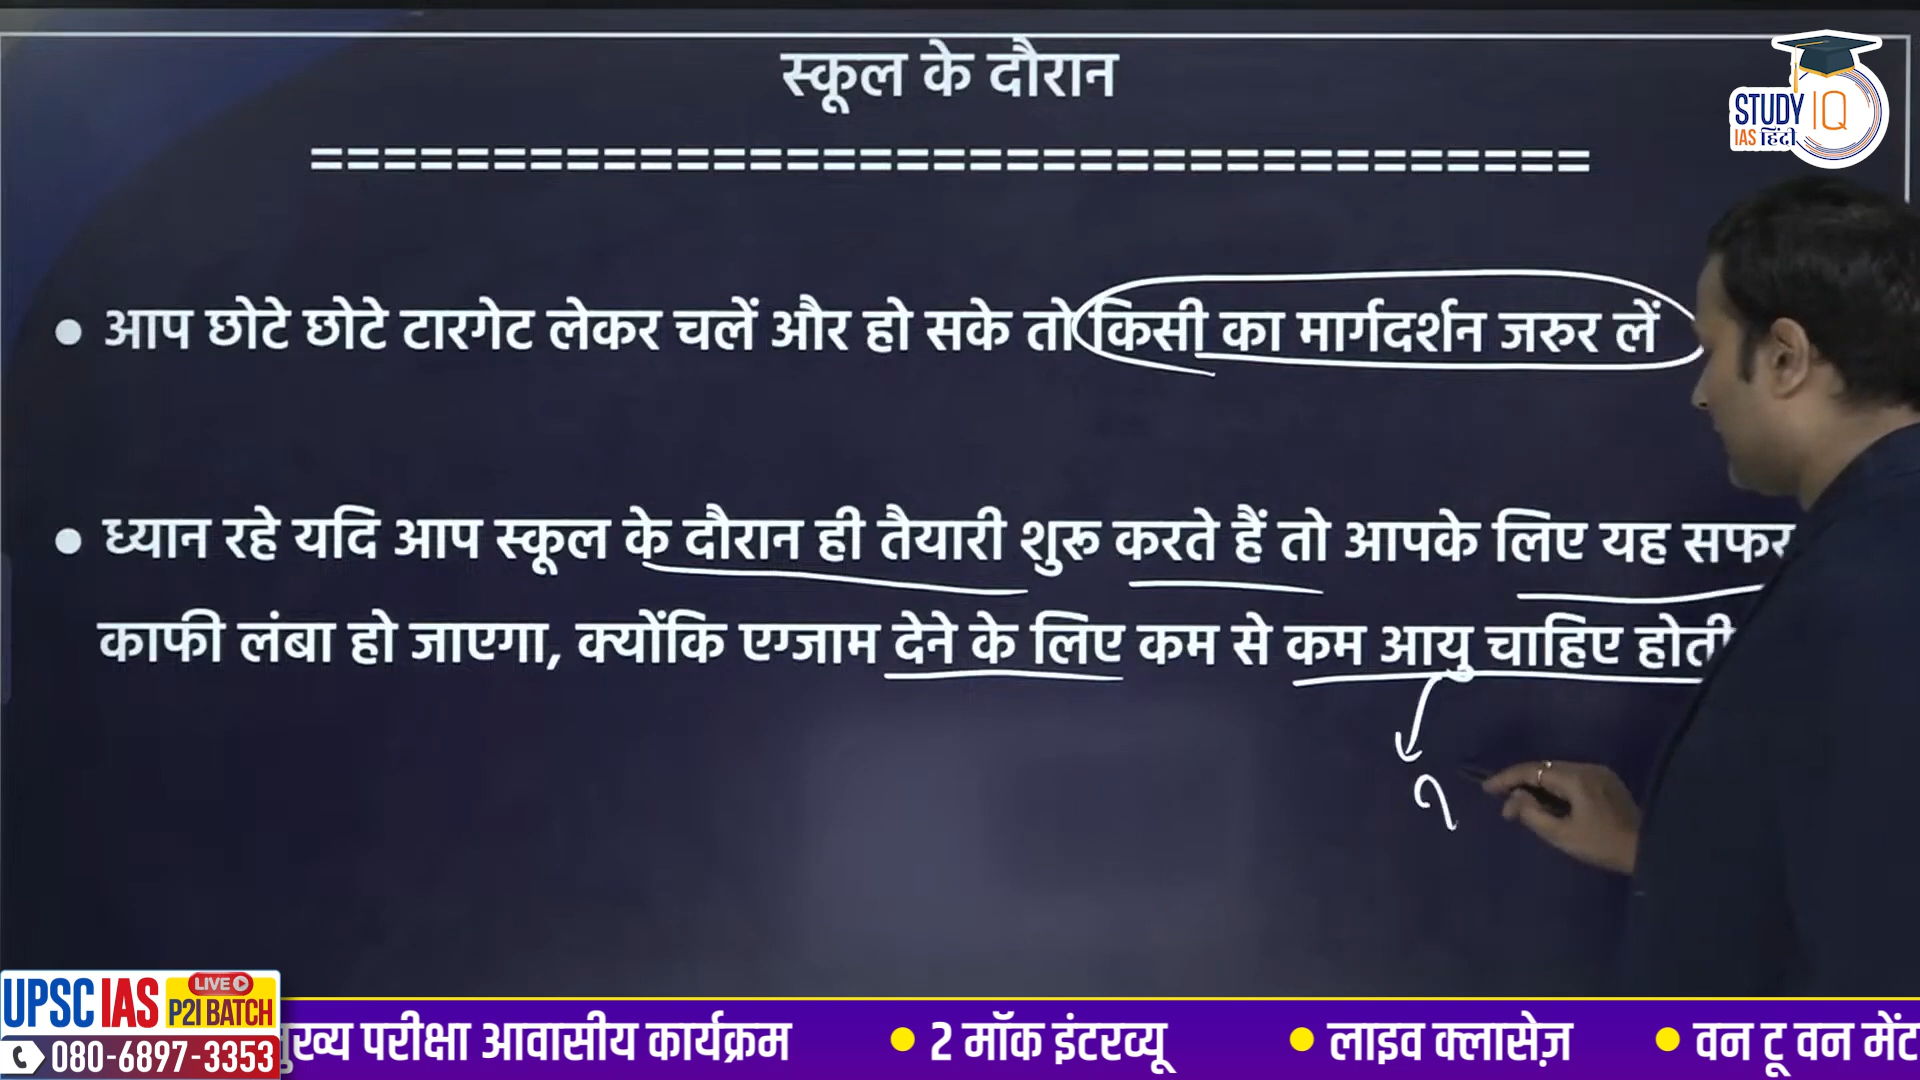 स्कूल के दौरान
===================================
STUDY IQ
IAS हिंदी
• आप छोटे छोटे टारगेट लेकर चलें और हो सके तो किसी का मार्गदर्शन जरुर लें
• ध्यान रहे यदि आप स्कूल के दौरान ही तैयारी शुरू करते हैं तो आपके लिए यह सफर
काफी लंबा हो जाएगा, क्योंकि एग्जाम देने के लिए कम से कम आयु चाहिए होती
UPSC IAS LIVE P2I BATCH
080-6897-3353
परीक्षा आवासीय कार्यक्रम • 2 मॉक इंटरव्यू • लाइव क्लासेज़ • वन टू वन